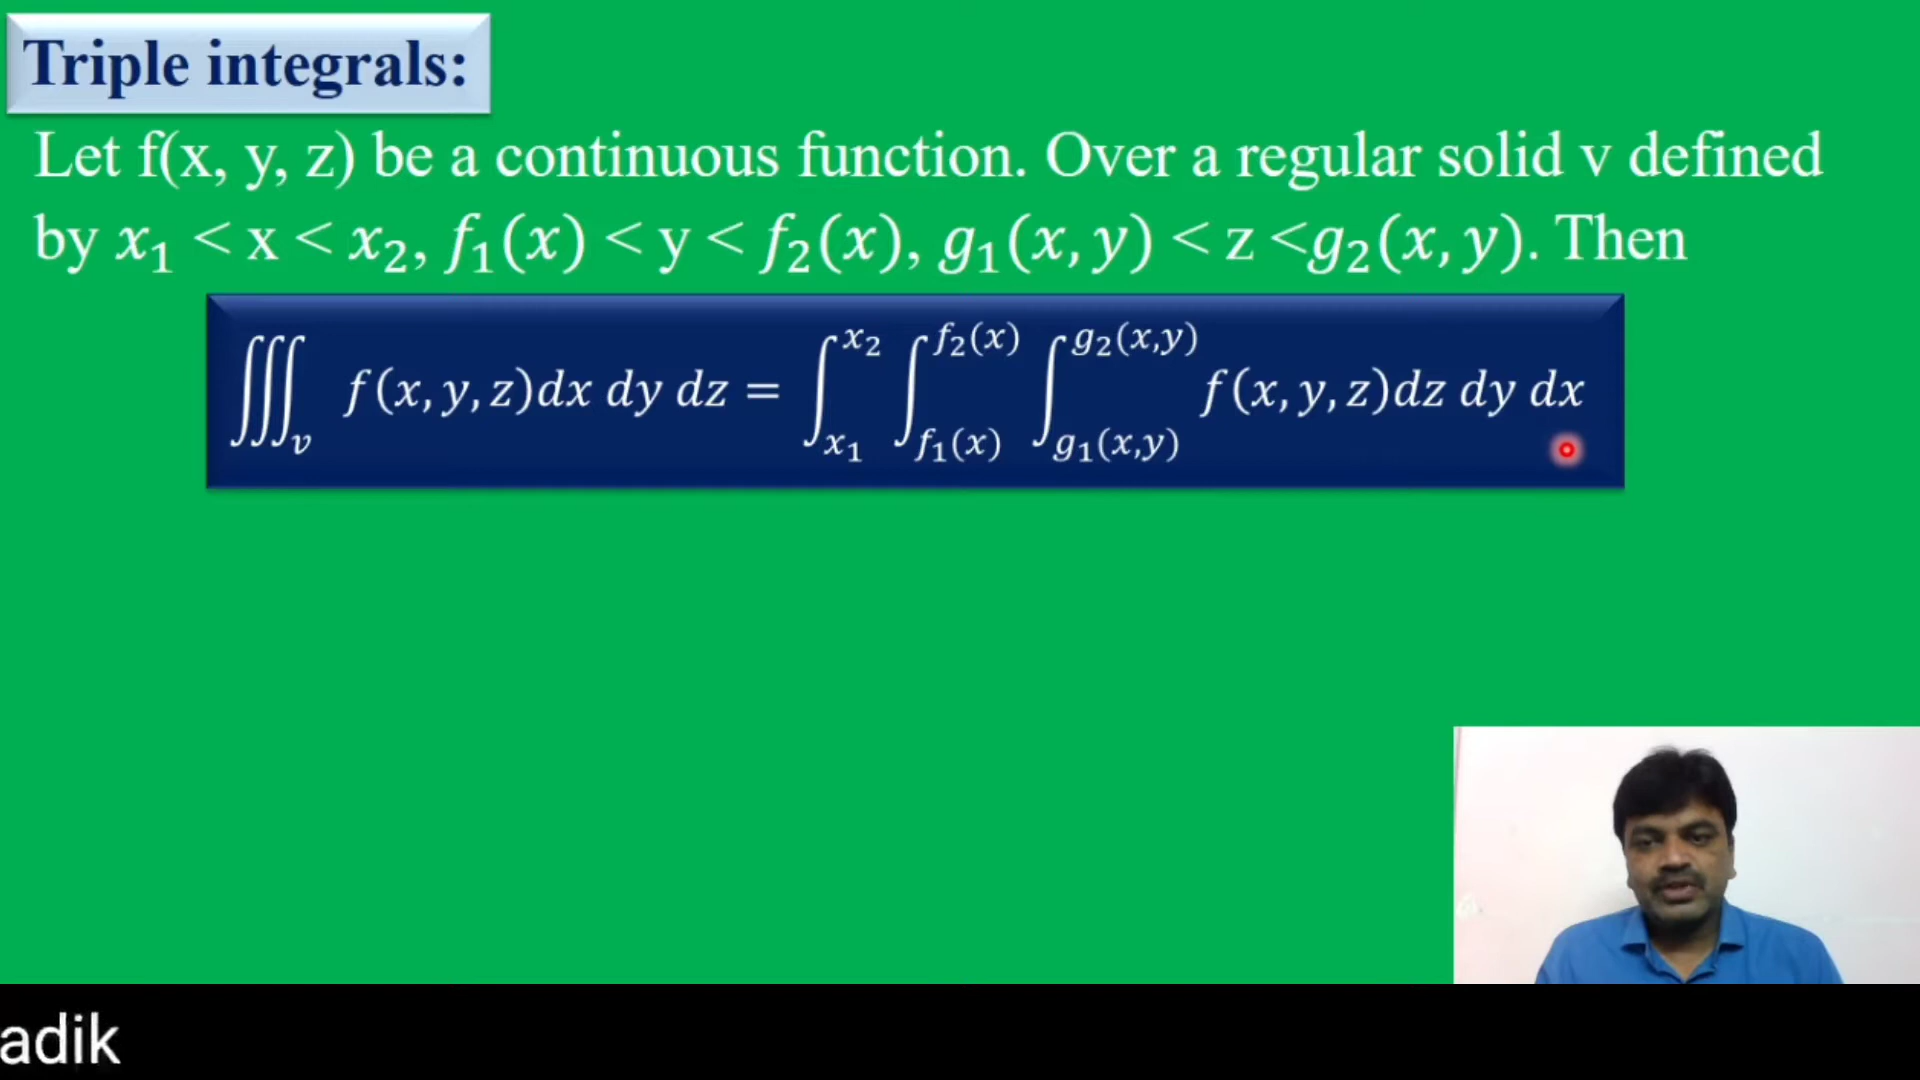 Triple integrals:
Let f(x, y, z) be a continuous function. Over a regular solid v defined
by x₁ < x < x₂, f₁(x) < y < f₂(x), g₁(x, y) < z <g₂(x, y). Then
∭ᵥ f(x, y, z)dx dy dz = ∫_{x₁}^{x₂} ∫_{f₁(x)}^{f₂(x)} ∫_{g₁(x,y)}^{g₂(x,y)} f(x, y, z)dz dy dx
adik